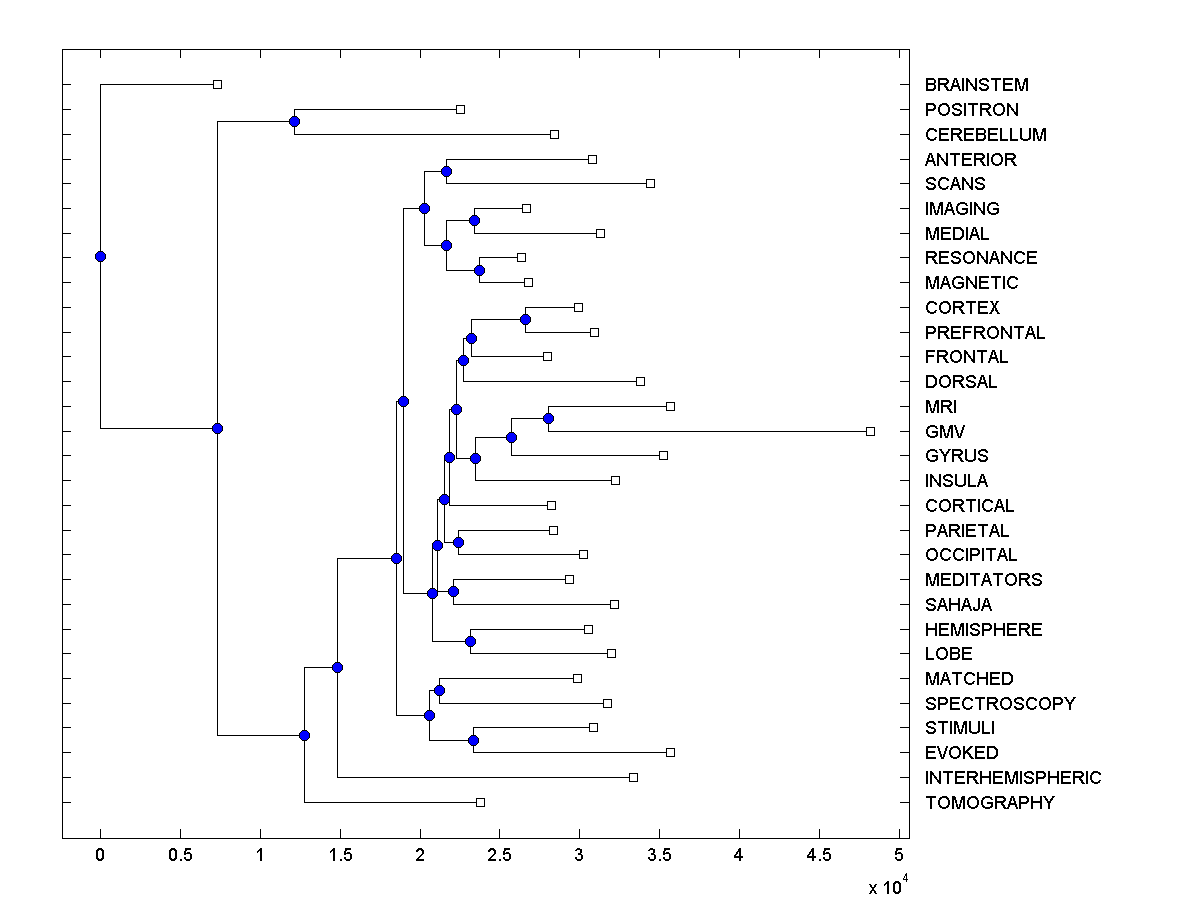 BRAINSTEM
POSITRON
CEREBELLUM
ANTERIOR
SCANS
IMAGING
MEDIAL
RESONANCE
MAGNETIC
CORTEX
PREFRONTAL
FRONTAL
DORSAL
MRI
GMV
GYRUS
INSULA
CORTICAL
PARIETAL
OCCIPITAL
MEDITATORS
SAHAJA
HEMISPHERE
LOBE
MATCHED
SPECTROSCOPY
STIMULI
EVOKED
INTERHEMISPHERIC
TOMOGRAPHY
0 0.5 1 1.5 2 2.5 3 3.5 4 4.5 5
x 10^4